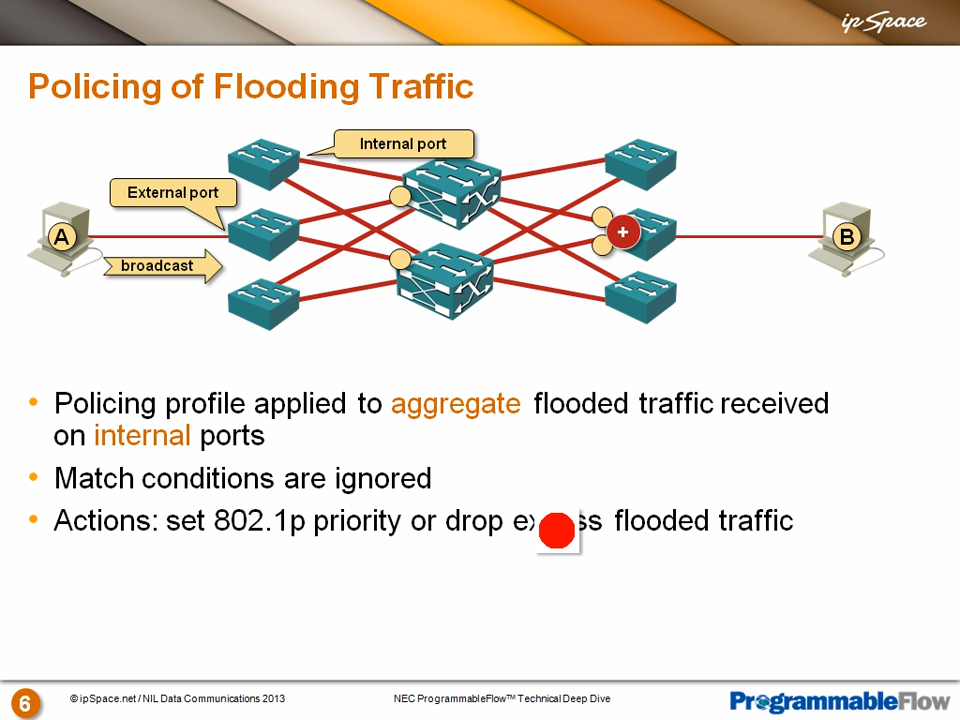 ipSpace
Policing of Flooding Traffic
Internal port
External port
A
+
B
broadcast
• Policing profile applied to aggregate flooded traffic received
on internal ports
• Match conditions are ignored
• Actions: set 802.1p priority or drop flooded traffic
6
© ipSpace.net / NIL Data Communications 2013
NEC ProgrammableFlow™ Technical Deep Dive
ProgrammableFlow